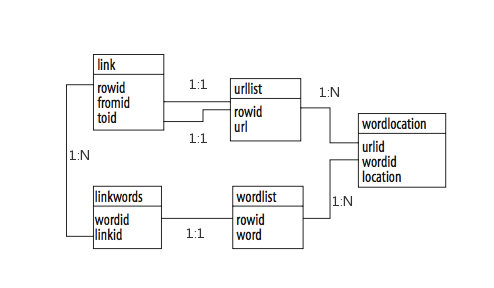 link
rowid
fromid
toid
1:1
1:1
urllist
rowid
url
1:N
wordlocation
urlid
wordid
location
1:N
linkwords
wordid
linkid
1:1
wordlist
rowid
word
1:N